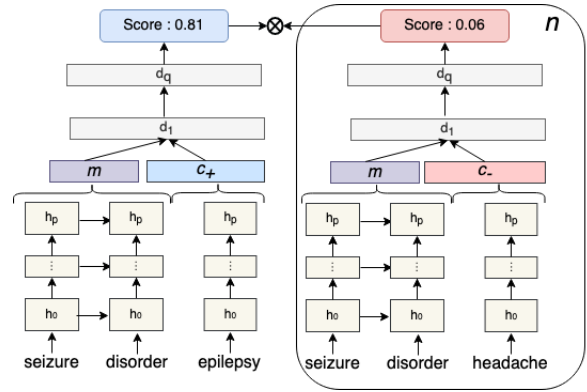 Score : 0.81 ⊗ Score : 0.06 n
d_q d_q
d_1 d_1
m c_+ m c_-
h_p h_p h_p h_p h_p h_p
⋮ ⋮ ⋮ ⋮ ⋮ ⋮
h_0 h_0 h_0 h_0 h_0 h_0
seizure disorder epilepsy seizure disorder headache